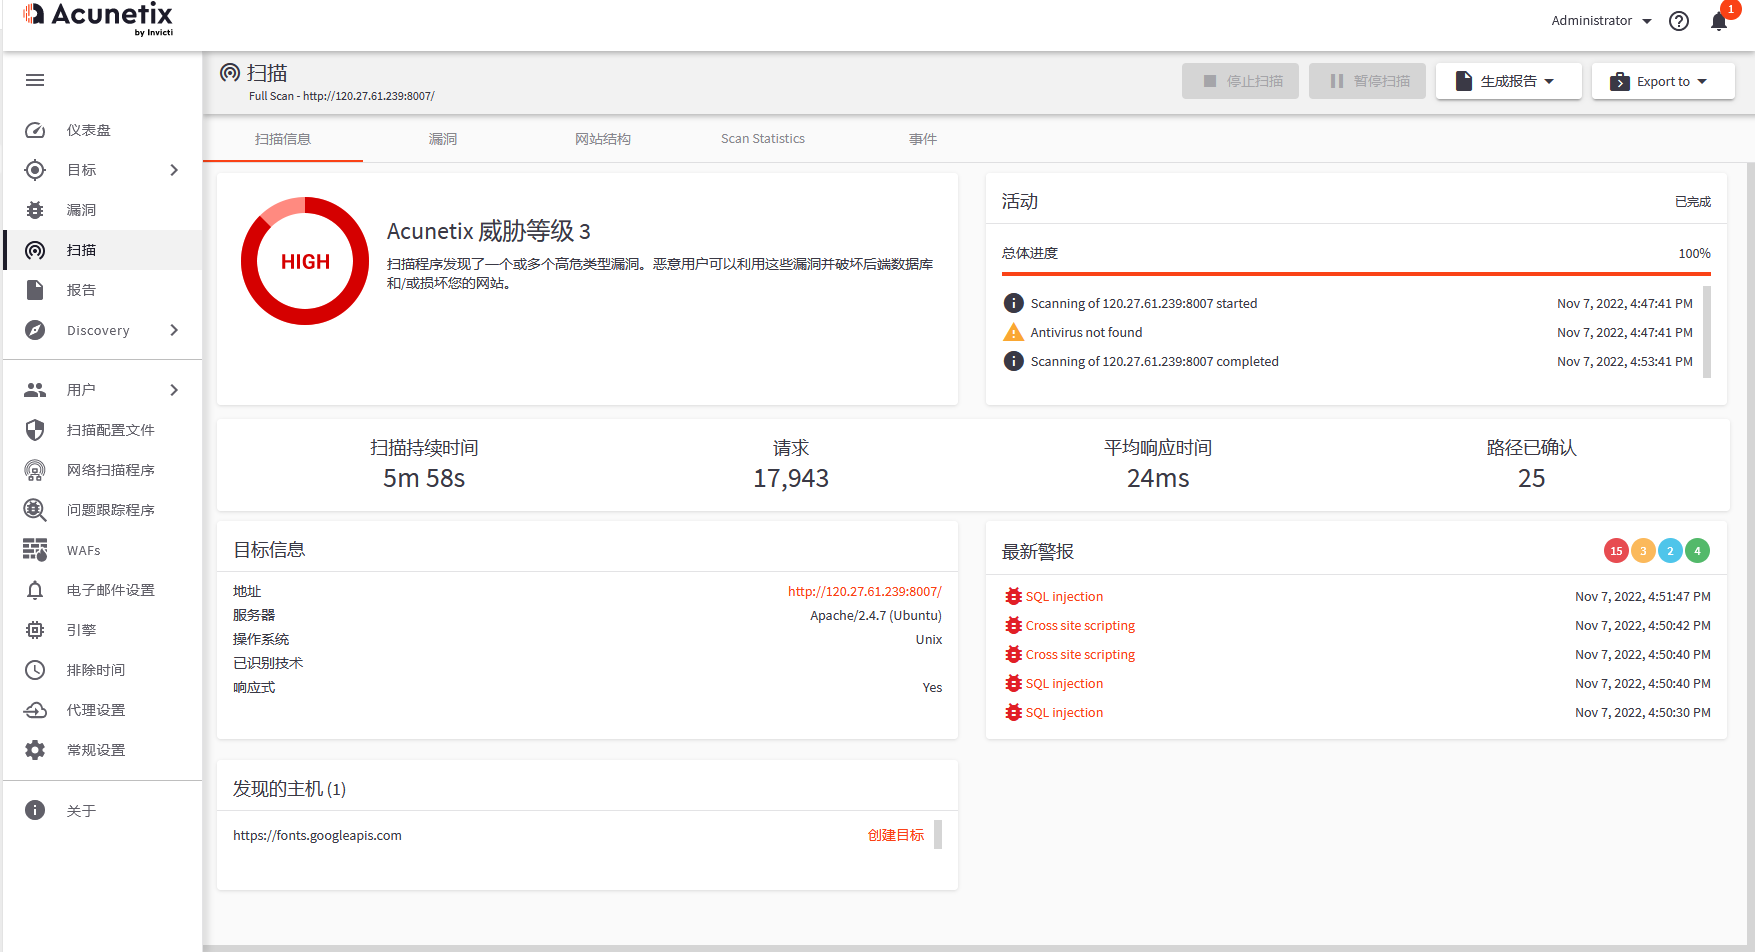 Acunetix
by Invicti
Administrator
1
扫描
Full Scan - http://120.27.61.239:8007/
停止扫描
暂停扫描
生成报告
Export to
仪表盘
目标
漏洞
扫描
报告
Discovery
用户
扫描配置文件
网络扫描程序
问题跟踪程序
WAFs
电子邮件设置
引擎
排除时间
代理设置
常规设置
关于
扫描信息
漏洞
网站结构
Scan Statistics
事件
HIGH
Acunetix 威胁等级 3
扫描程序发现了一个或多个高危类型漏洞。恶意用户可以利用这些漏洞并破坏后端数据库
和/或损坏您的网站。
活动
已完成
总体进度
100%
Scanning of 120.27.61.239:8007 started
Nov 7, 2022, 4:47:41 PM
Antivirus not found
Nov 7, 2022, 4:47:41 PM
Scanning of 120.27.61.239:8007 completed
Nov 7, 2022, 4:53:41 PM
扫描持续时间
5m 58s
请求
17,943
平均响应时间
24ms
路径已确认
25
目标信息
地址
http://120.27.61.239:8007/
服务器
Apache/2.4.7 (Ubuntu)
操作系统
Unix
已识别技术
响应式
Yes
最新警报
15
3
2
4
SQL injection
Nov 7, 2022, 4:51:47 PM
Cross site scripting
Nov 7, 2022, 4:50:42 PM
Cross site scripting
Nov 7, 2022, 4:50:40 PM
SQL injection
Nov 7, 2022, 4:50:40 PM
SQL injection
Nov 7, 2022, 4:50:30 PM
发现的主机 (1)
https://fonts.googleapis.com
创建目标